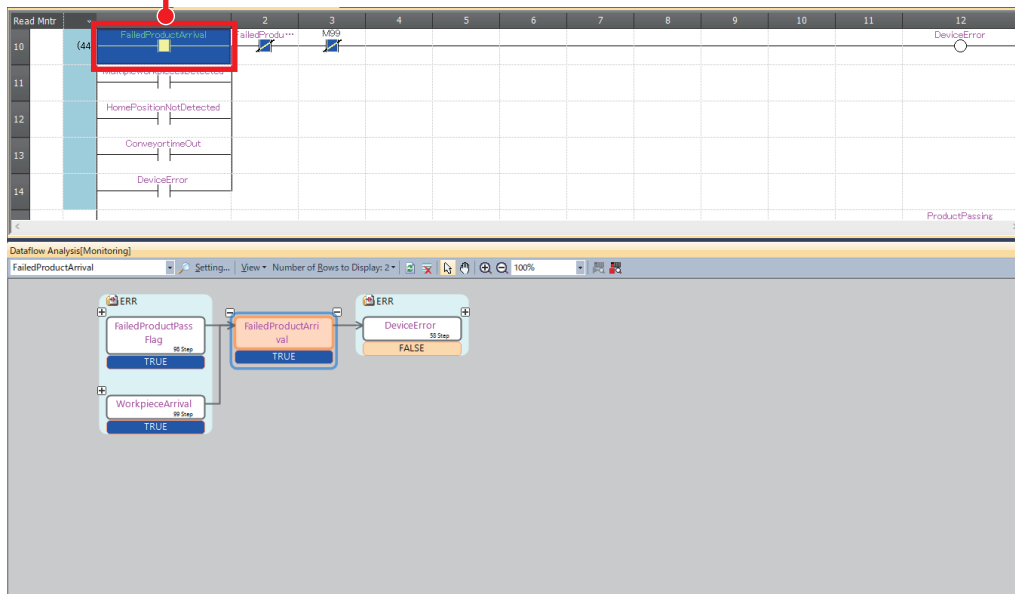 Read Mntr 2 3 4 5 6 7 8 9 10 11 12
10 (44 FailedProductArrival FailedProdu… M99 DeviceError
11 MultipleWorkpiecesDetected
12 HomePositionNotDetected
13 ConveyortimeOut
14 DeviceError
ProductPassing
Dataflow Analysis[Monitoring]
FailedProductArrival Setting... View Number of Rows to Display: 2 100%
ERR
FailedProductPass
Flag
98 Step
TRUE
WorkpieceArrival
99 Step
TRUE
FailedProductArri
val
TRUE
ERR
DeviceError
58 Step
FALSE